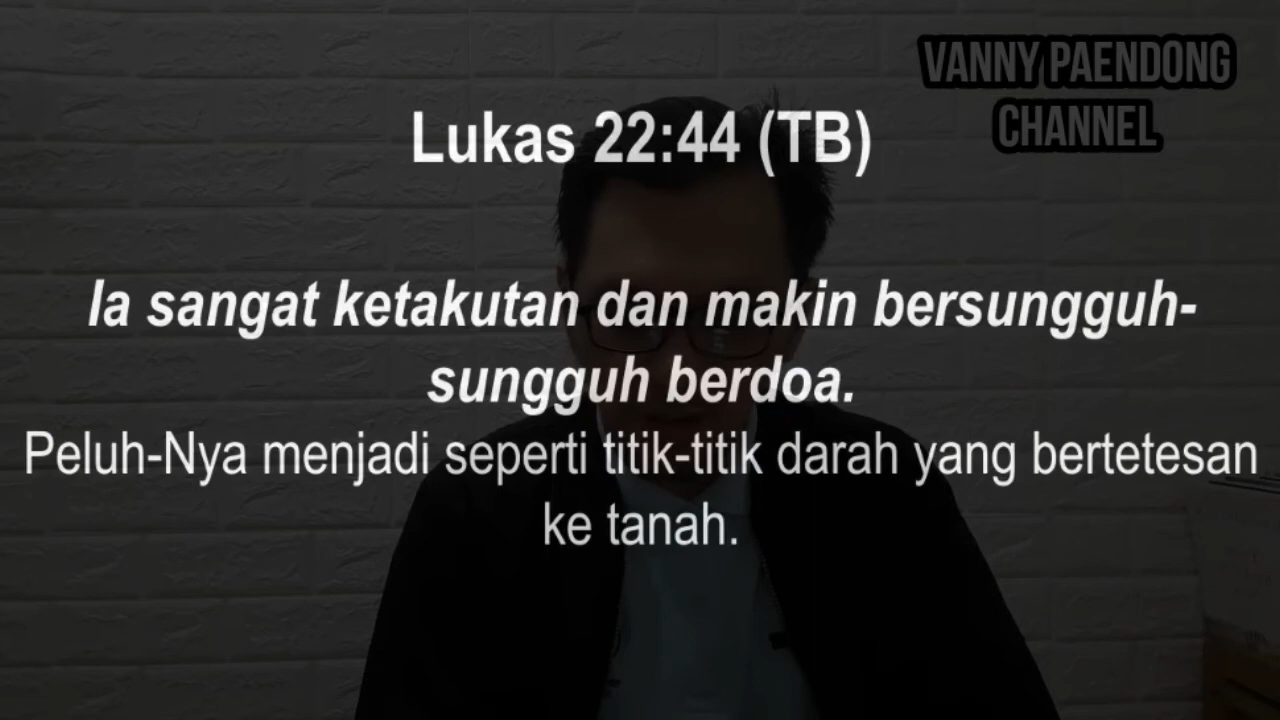 VANNY PAENDONG
CHANNEL
Lukas 22:44 (TB)
Ia sangat ketakutan dan makin bersungguh-
sungguh berdoa.
Peluh-Nya menjadi seperti titik-titik darah yang bertetesan
ke tanah.